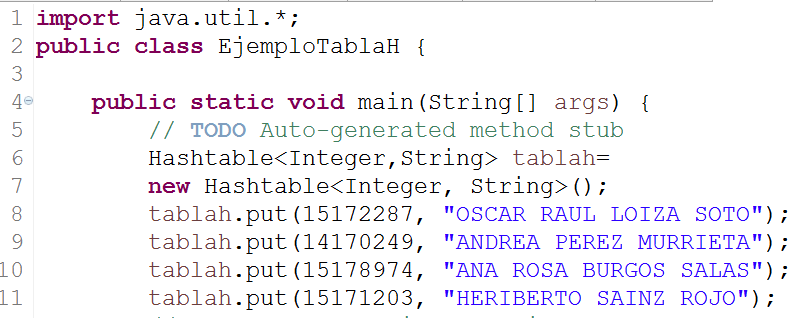 1 import java.util.*;
2 public class EjemploTablaH {
3
4 public static void main(String[] args) {
5 // TODO Auto-generated method stub
6 Hashtable<Integer,String> tablah=
7 new Hashtable<Integer, String>();
8 tablah.put(15172287, "OSCAR RAUL LOIZA SOTO");
9 tablah.put(14170249, "ANDREA PEREZ MURRIETA");
10 tablah.put(15178974, "ANA ROSA BURGOS SALAS");
11 tablah.put(15171203, "HERIBERTO SAINZ ROJO");